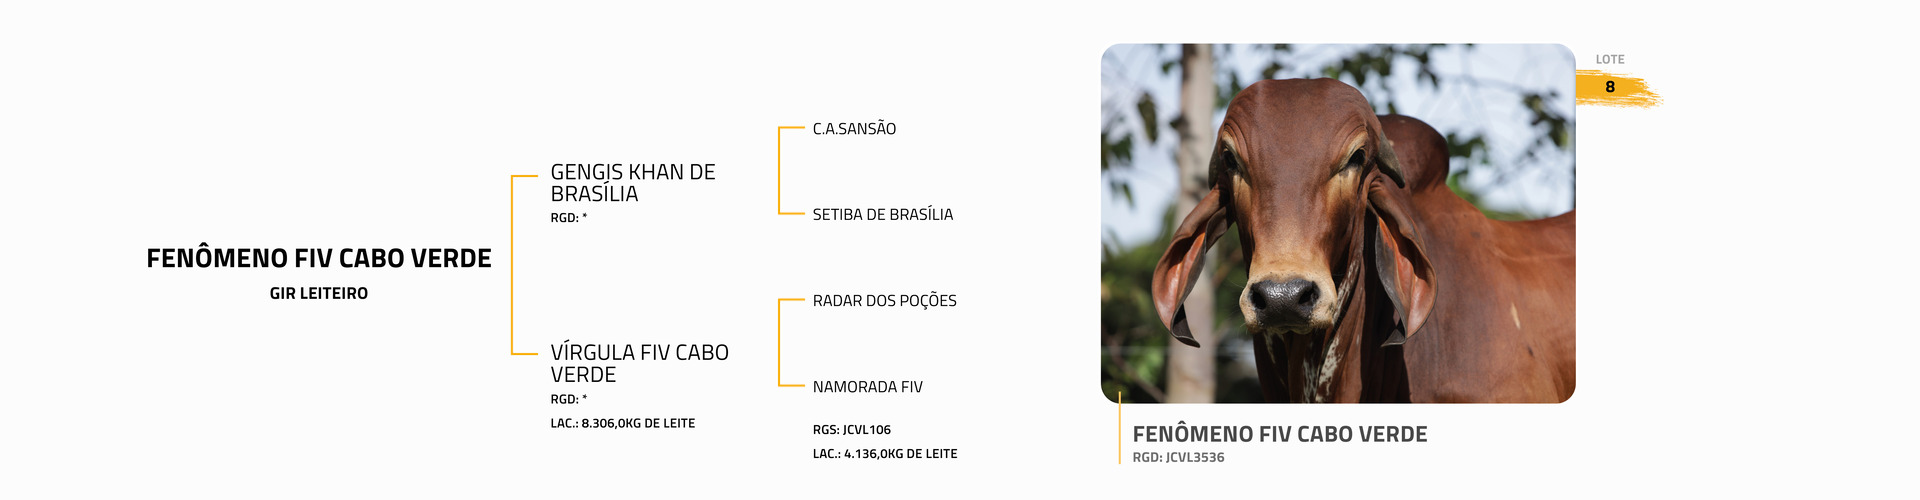 FENÔMENO FIV CABO VERDE
GIR LEITEIRO
GENGIS KHAN DE
BRASÍLIA
RGD: *
VÍRGULA FIV CABO
VERDE
RGD: *
LAC.: 8.306,0KG DE LEITE
C.A.SANSÃO
SETIBA DE BRASÍLIA
RADAR DOS POÇÕES
NAMORADA FIV
RGS: JCVL106
LAC.: 4.136,0KG DE LEITE
LOTE
8
FENÔMENO FIV CABO VERDE
RGD: JCVL3536